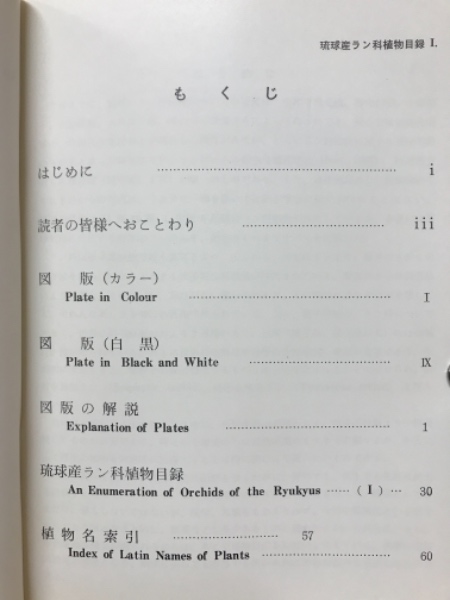 琉球産ラン科植物目録 I.
もくじ
はじめに ………………………………… i
読者の皆様へおことわり ………………… iii
図 版(カラー)
Plate in Colour ………………………… I
図 版(白 黒)
Plate in Black and White ………………… IX
図版の解説
Explanation of Plates ………………… 1
琉球産ラン科植物目録
An Enumeration of Orchids of the Ryukyus ……(I)… 30
植物名索引 ………………… 57
Index of Latin Names of Plants ………………… 60